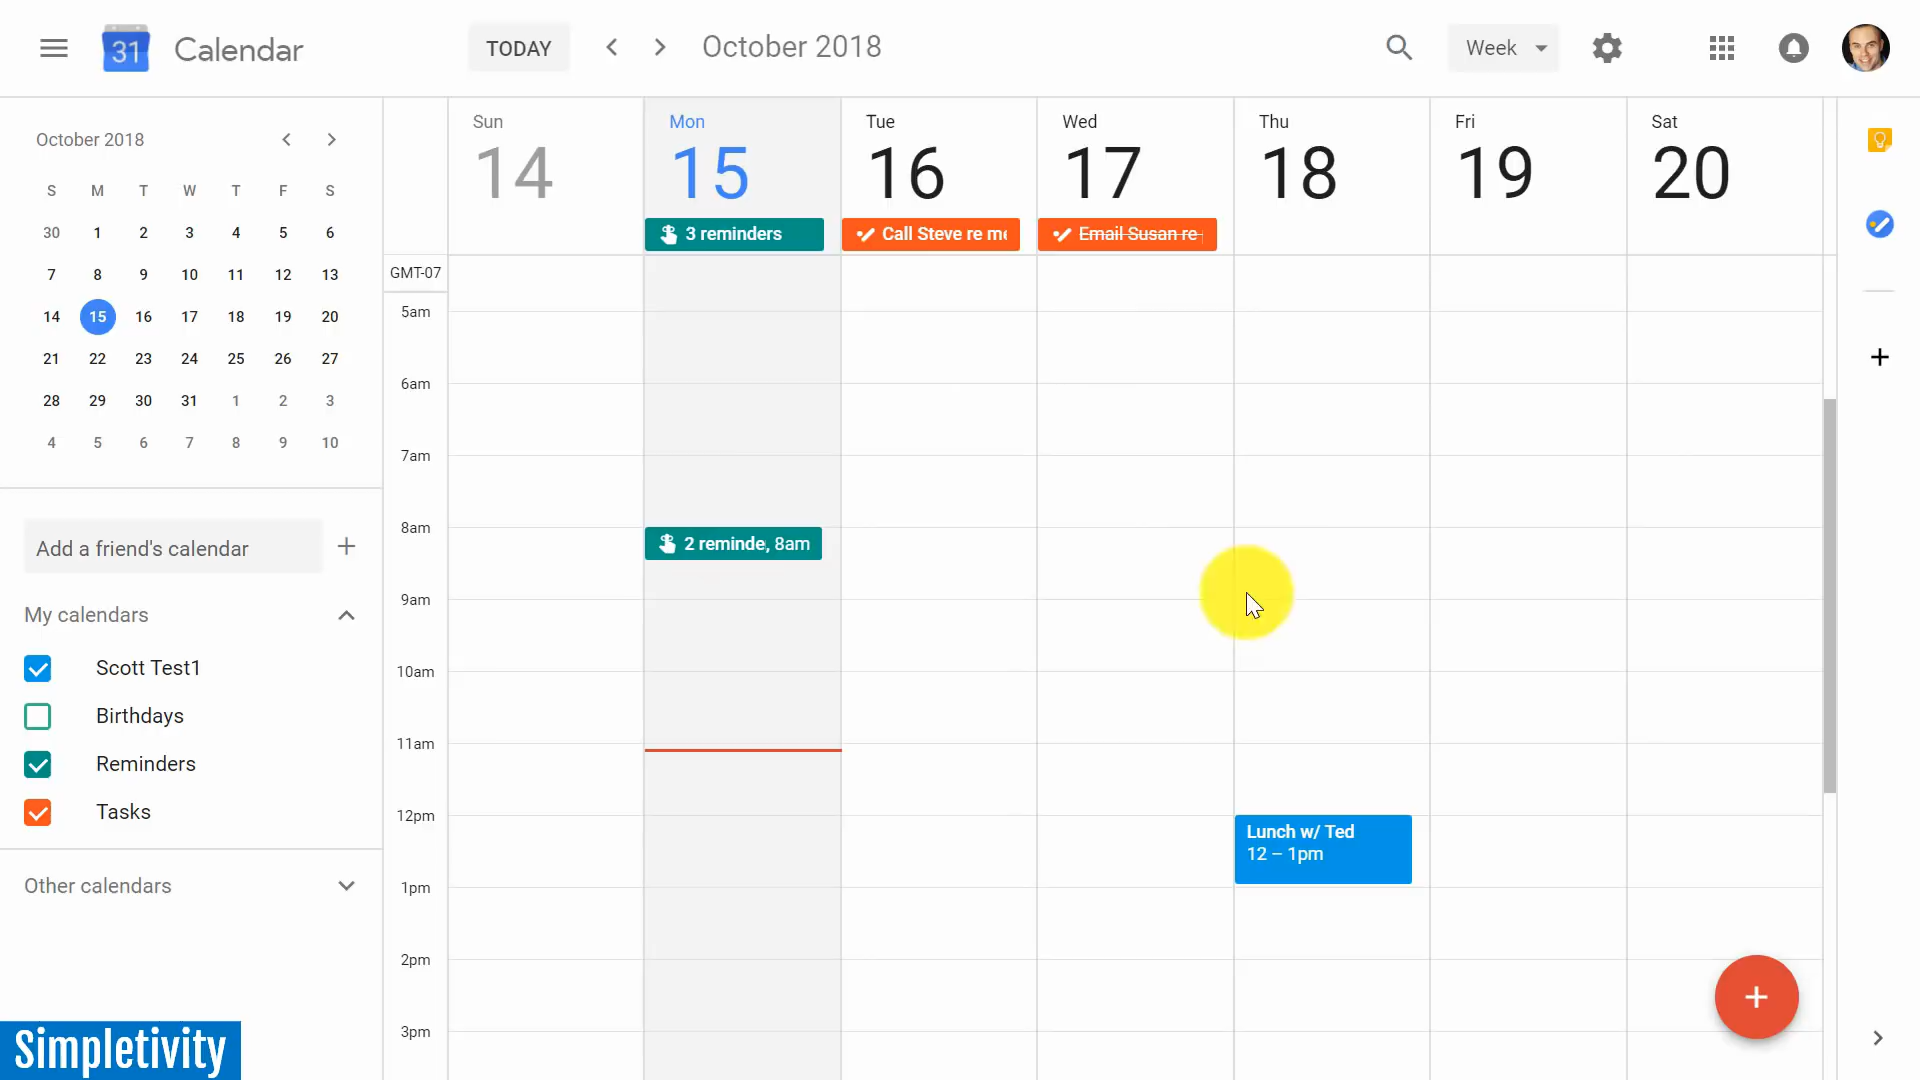 31 Calendar
TODAY
October 2018
Week
October 2018
S M T W T F S
30 1 2 3 4 5 6
7 8 9 10 11 12 13
14 15 16 17 18 19 20
21 22 23 24 25 26 27
28 29 30 31 1 2 3
4 5 6 7 8 9 10
Add a friend's calendar
My calendars
Scott Test1
Birthdays
Reminders
Tasks
Other calendars
Simpletivity
Sun Mon Tue Wed Thu Fri Sat
14 15 16 17 18 19 20
3 reminders
Call Steve re
Email Susan re
GMT-07
5am
6am
7am
8am
2 reminde, 8am
9am
10am
11am
12pm
Lunch w/ Ted
12 – 1pm
1pm
2pm
3pm